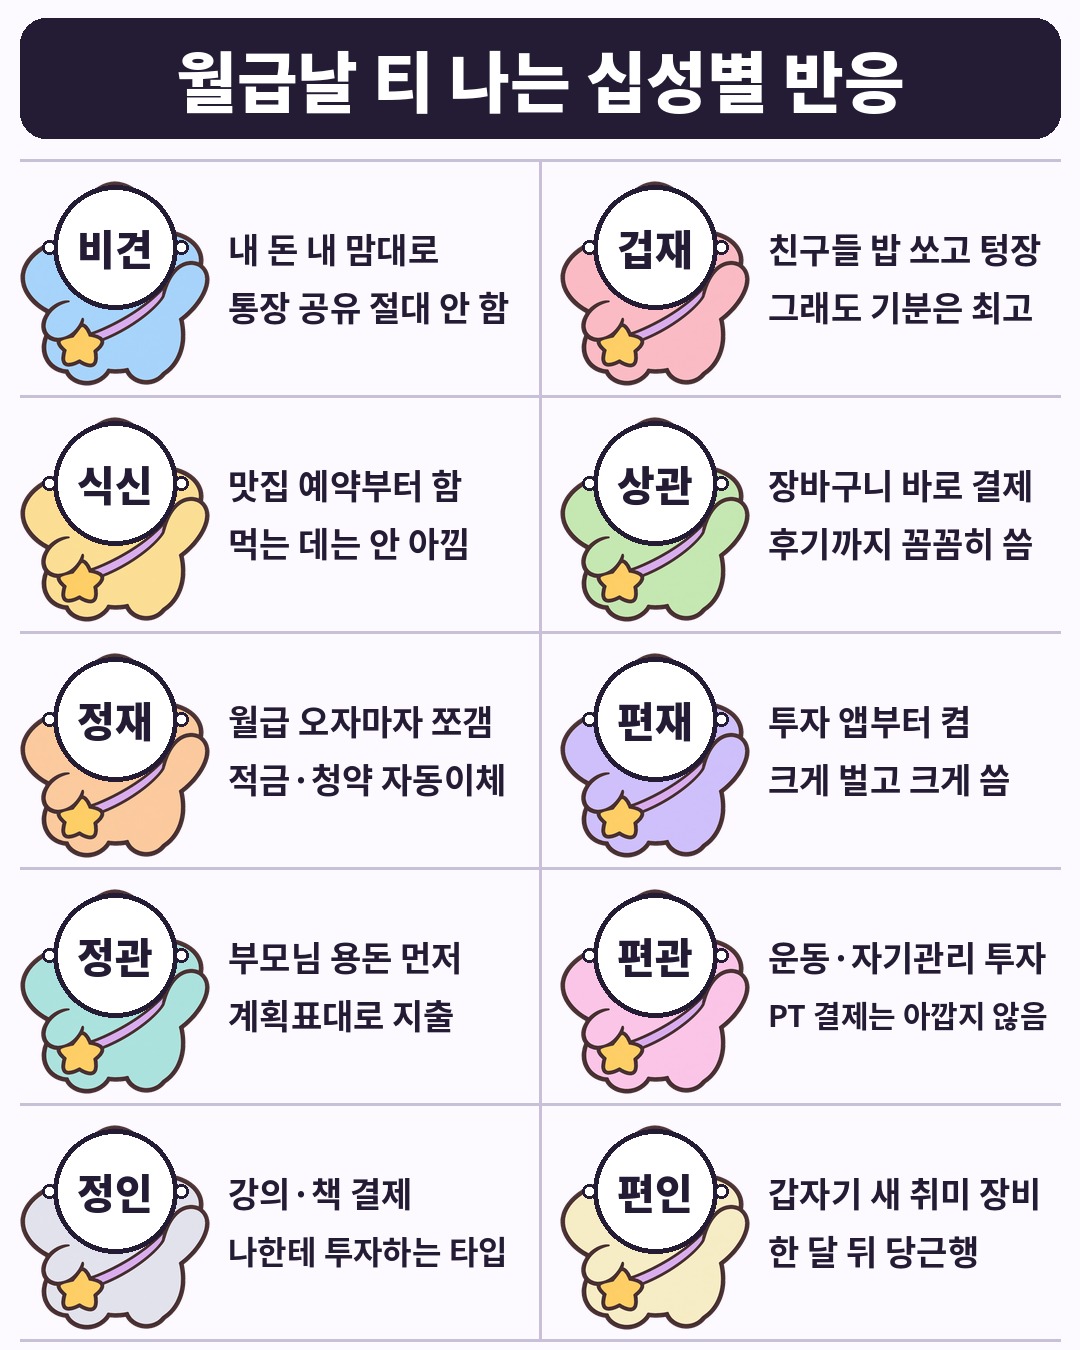 월급날 티 나는 십성별 반응
비견
내 돈 내 맘대로
통장 공유 절대 안 함
겁재
친구들 밥 쏘고 텅장
그래도 기분은 최고
식신
맛집 예약부터 함
먹는 데는 안 아낌
상관
장바구니 바로 결제
후기까지 꼼꼼히 씀
정재
월급 오자마자 쪼갬
적금·청약 자동이체
편재
투자 앱부터 켬
크게 벌고 크게 씀
정관
부모님 용돈 먼저
계획표대로 지출
편관
운동·자기관리 투자
PT 결제는 아깝지 않음
정인
강의·책 결제
나한테 투자하는 타입
편인
갑자기 새 취미 장비
한 달 뒤 당근행